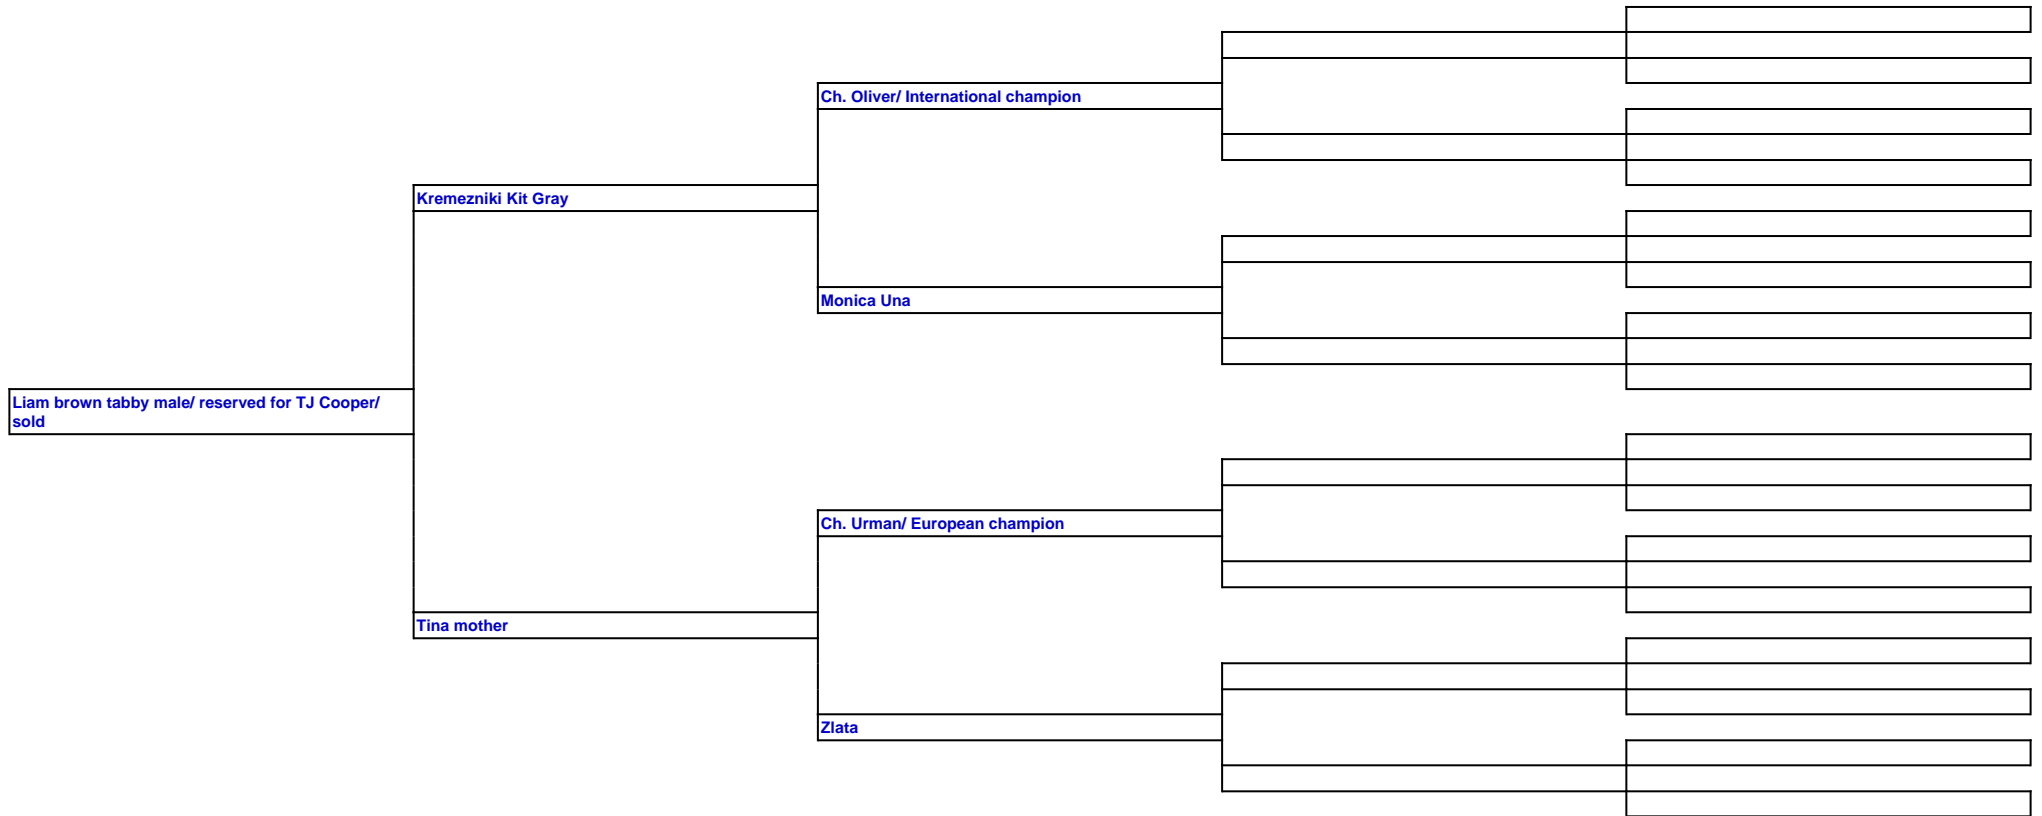 Ch. Oliver/ International champion
Kremezniki Kit Gray
Monica Una
Liam brown tabby male/ reserved for TJ Cooper/
sold
Ch. Urman/ European champion
Tina mother
Zlata